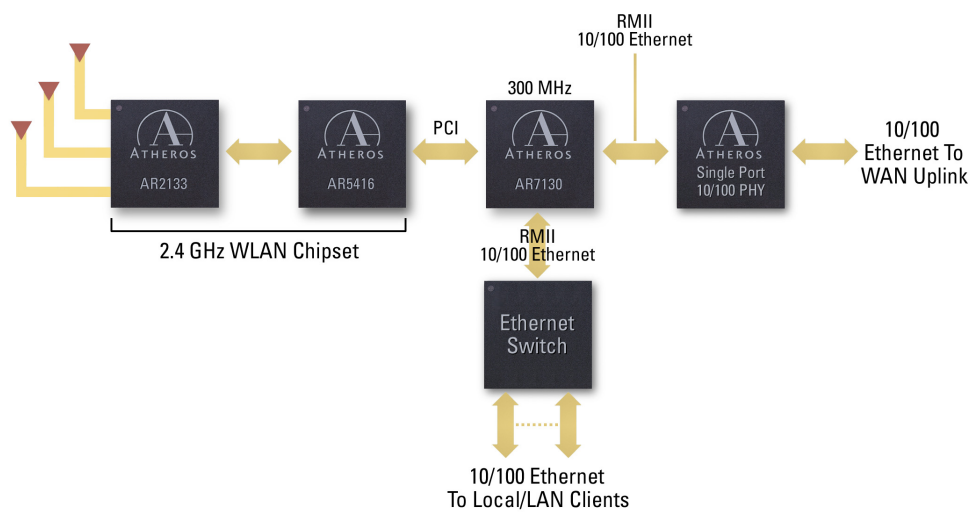 RMII
10/100 Ethernet
300 MHz
PCI
ATHEROS
AR2133
ATHEROS
AR5416
ATHEROS
AR7130
ATHEROS
Single Port
10/100 PHY
10/100
Ethernet To
WAN Uplink
2.4 GHz WLAN Chipset
RMII
10/100 Ethernet
Ethernet
Switch
10/100 Ethernet
To Local/LAN Clients